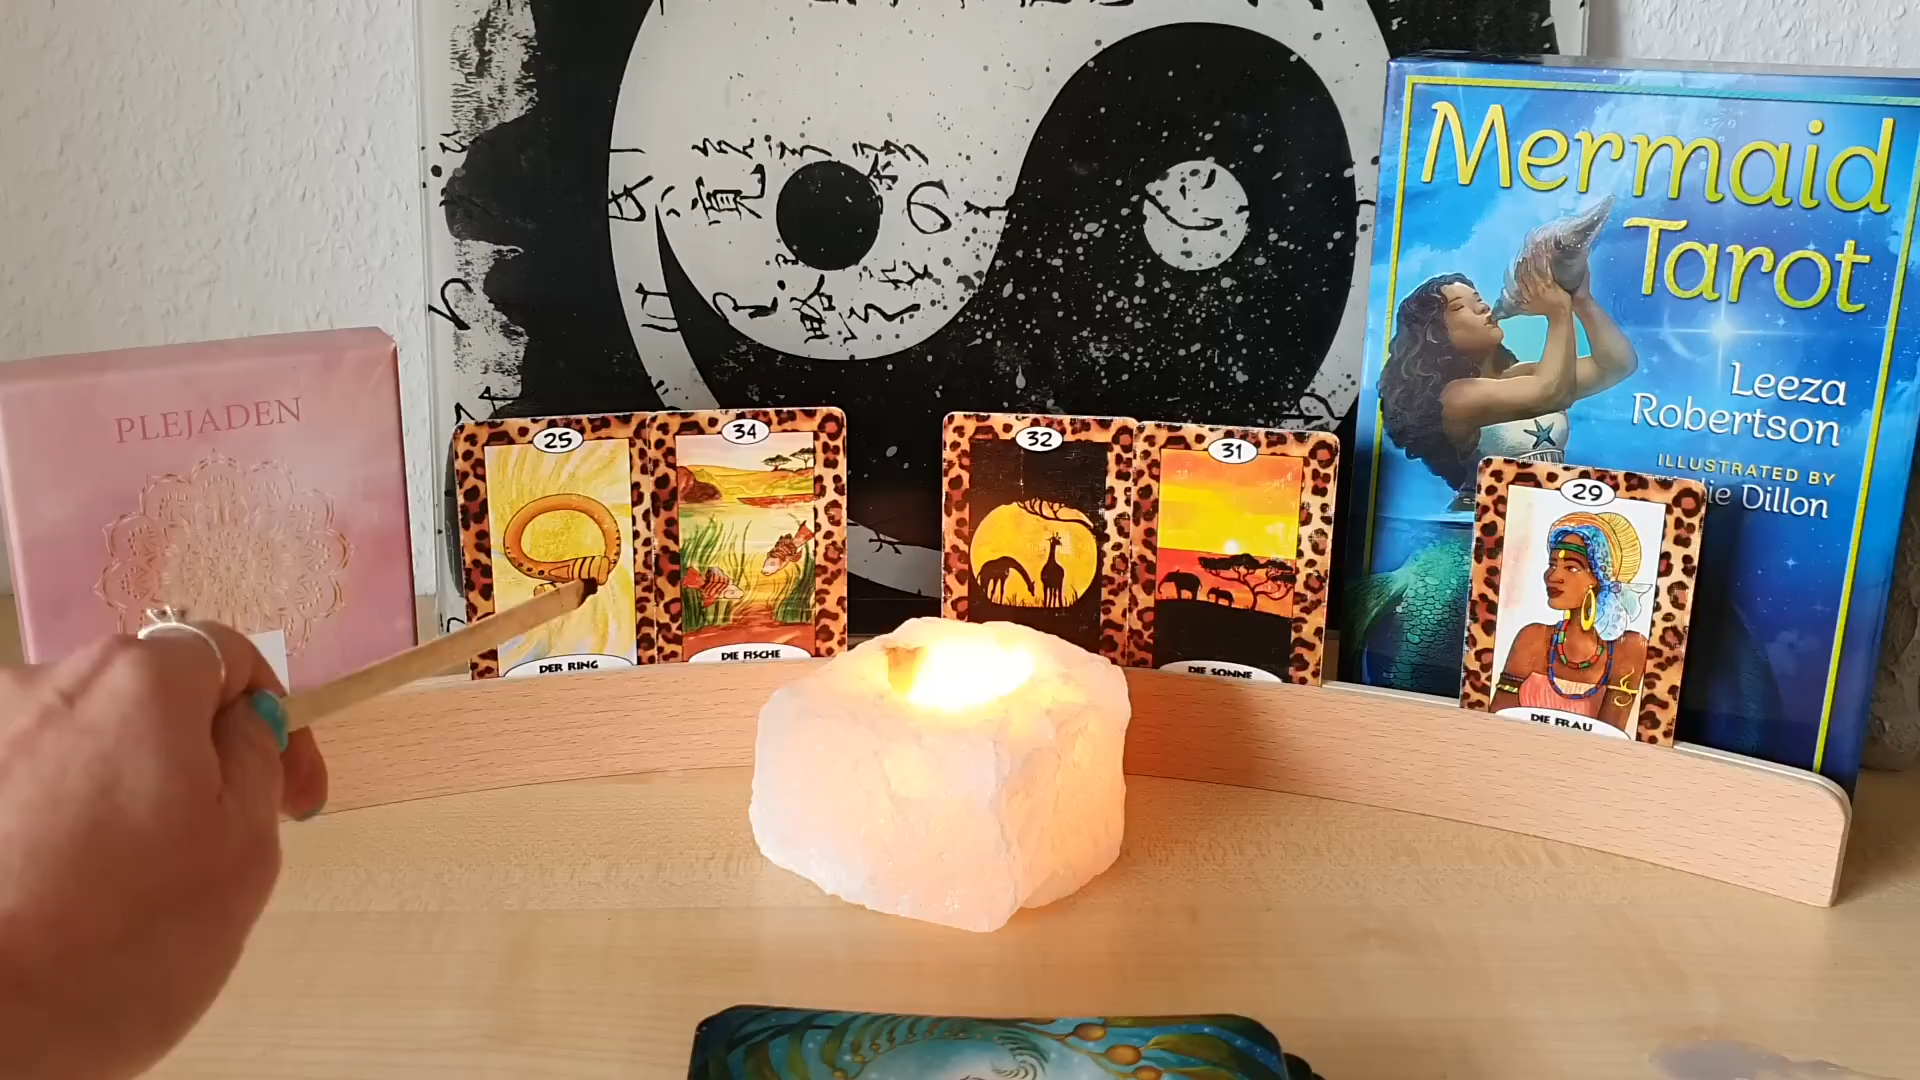 PLEJADEN
25
DER RING
34
DIE FISCHE
32
31
DIE SONNE
Mermaid
Tarot
Leeza
Robertson
ILLUSTRATED BY
Dillon
29
DIE FRAU